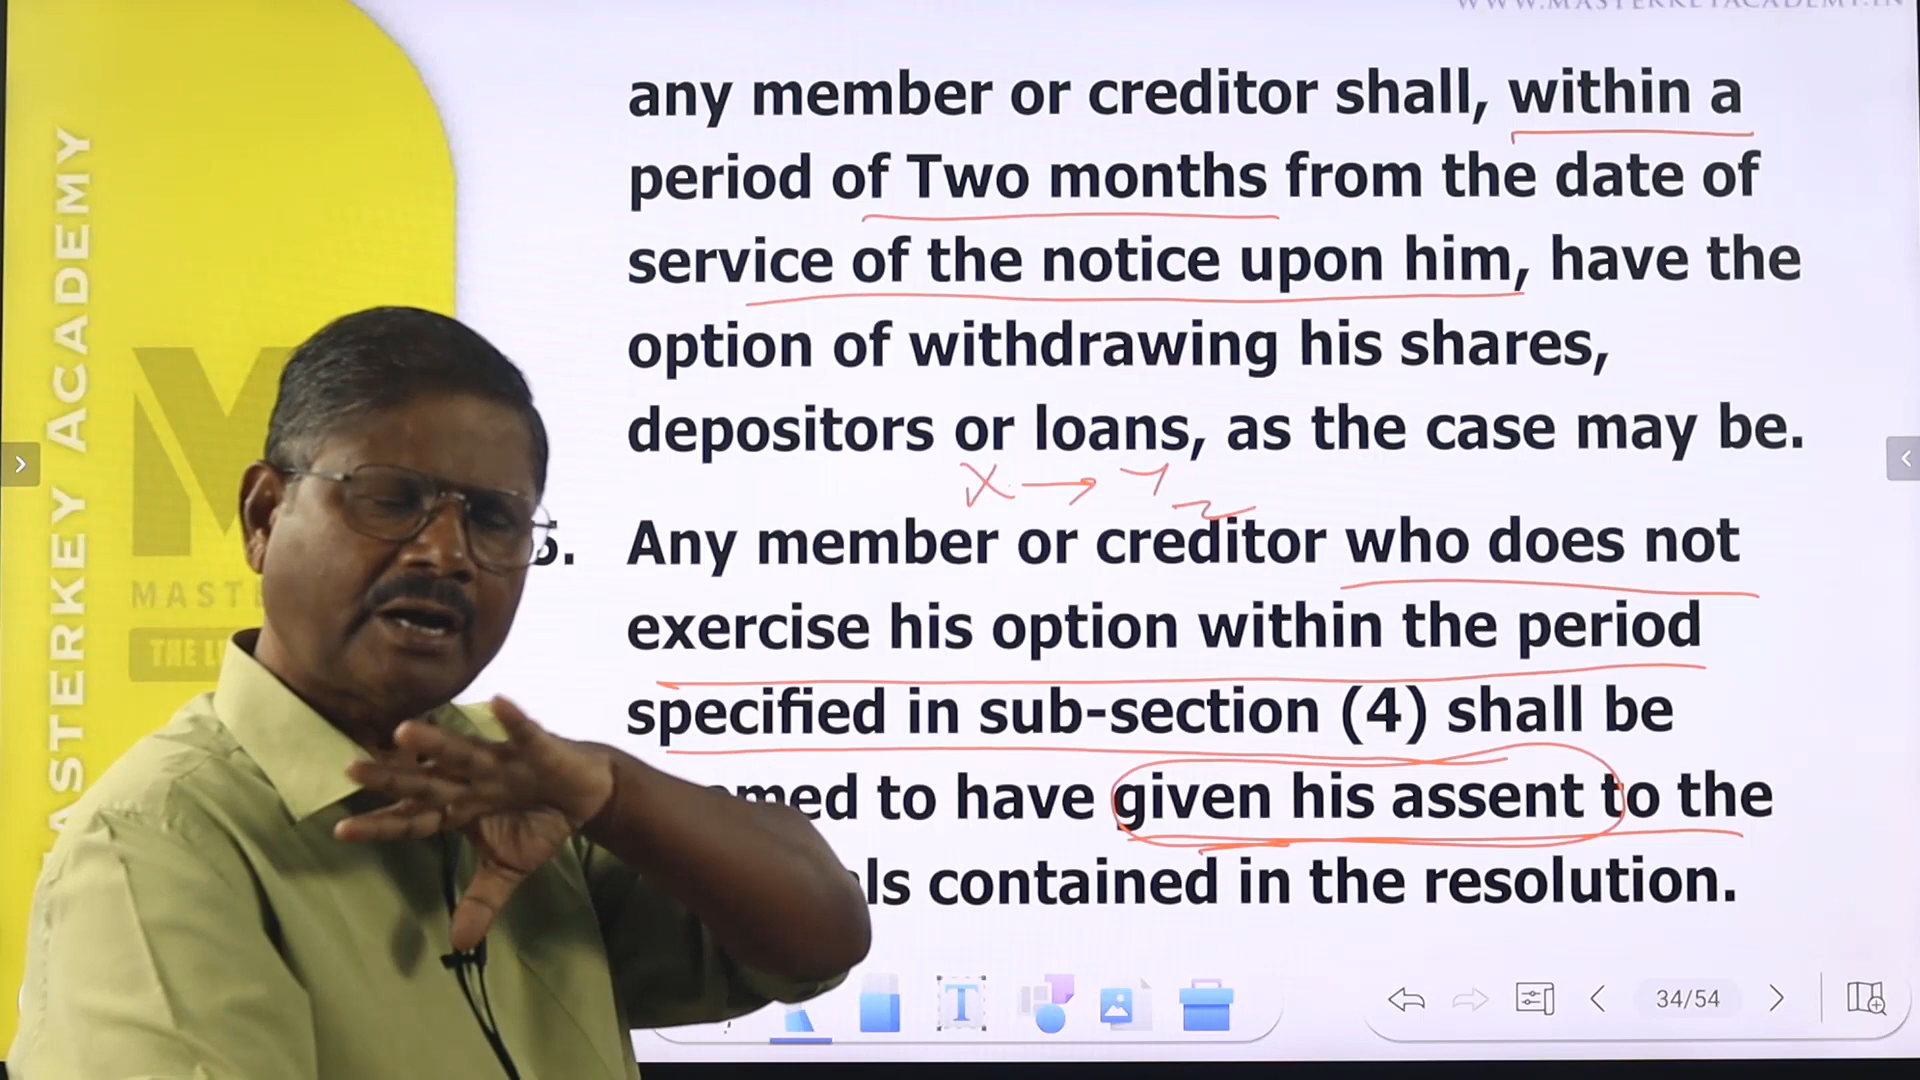 WWW.MASTERKEYACADEMY.IN
any member or creditor shall, within a
period of Two months from the date of
service of the notice upon him, have the
option of withdrawing his shares,
depositors or loans, as the case may be.
X → Y
Any member or creditor who does not
exercise his option within the period
specified in sub-section (4) shall be
to have given his assent to the
contained in the resolution.
34/54
T
MASTERKEY ACADEMY
M